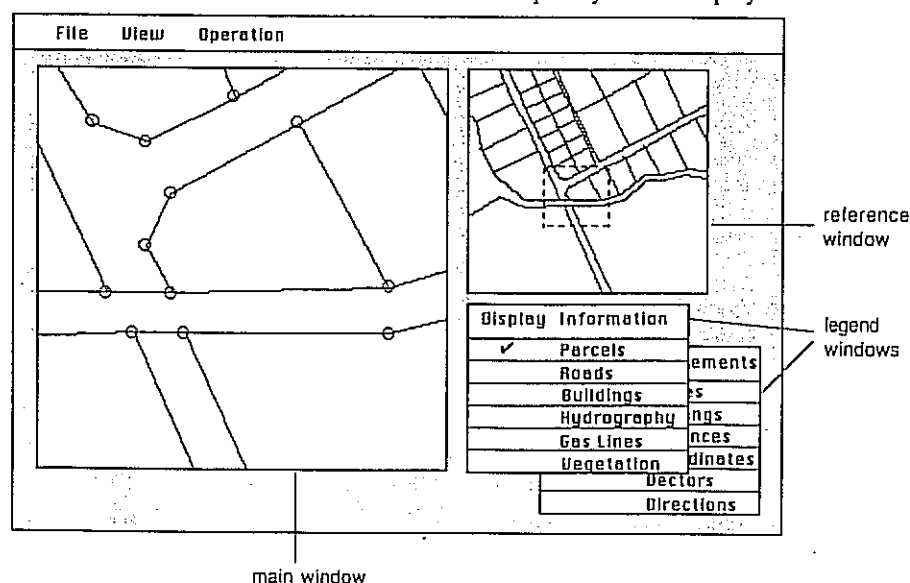 File View Operation
reference
window
Display Information
✓ Parcels
Roads
Buildings
Hydrography
Gas Lines
Vegetation
ements
es
ngs
nces
dinates
Vectors
Directions
legend
windows
main window